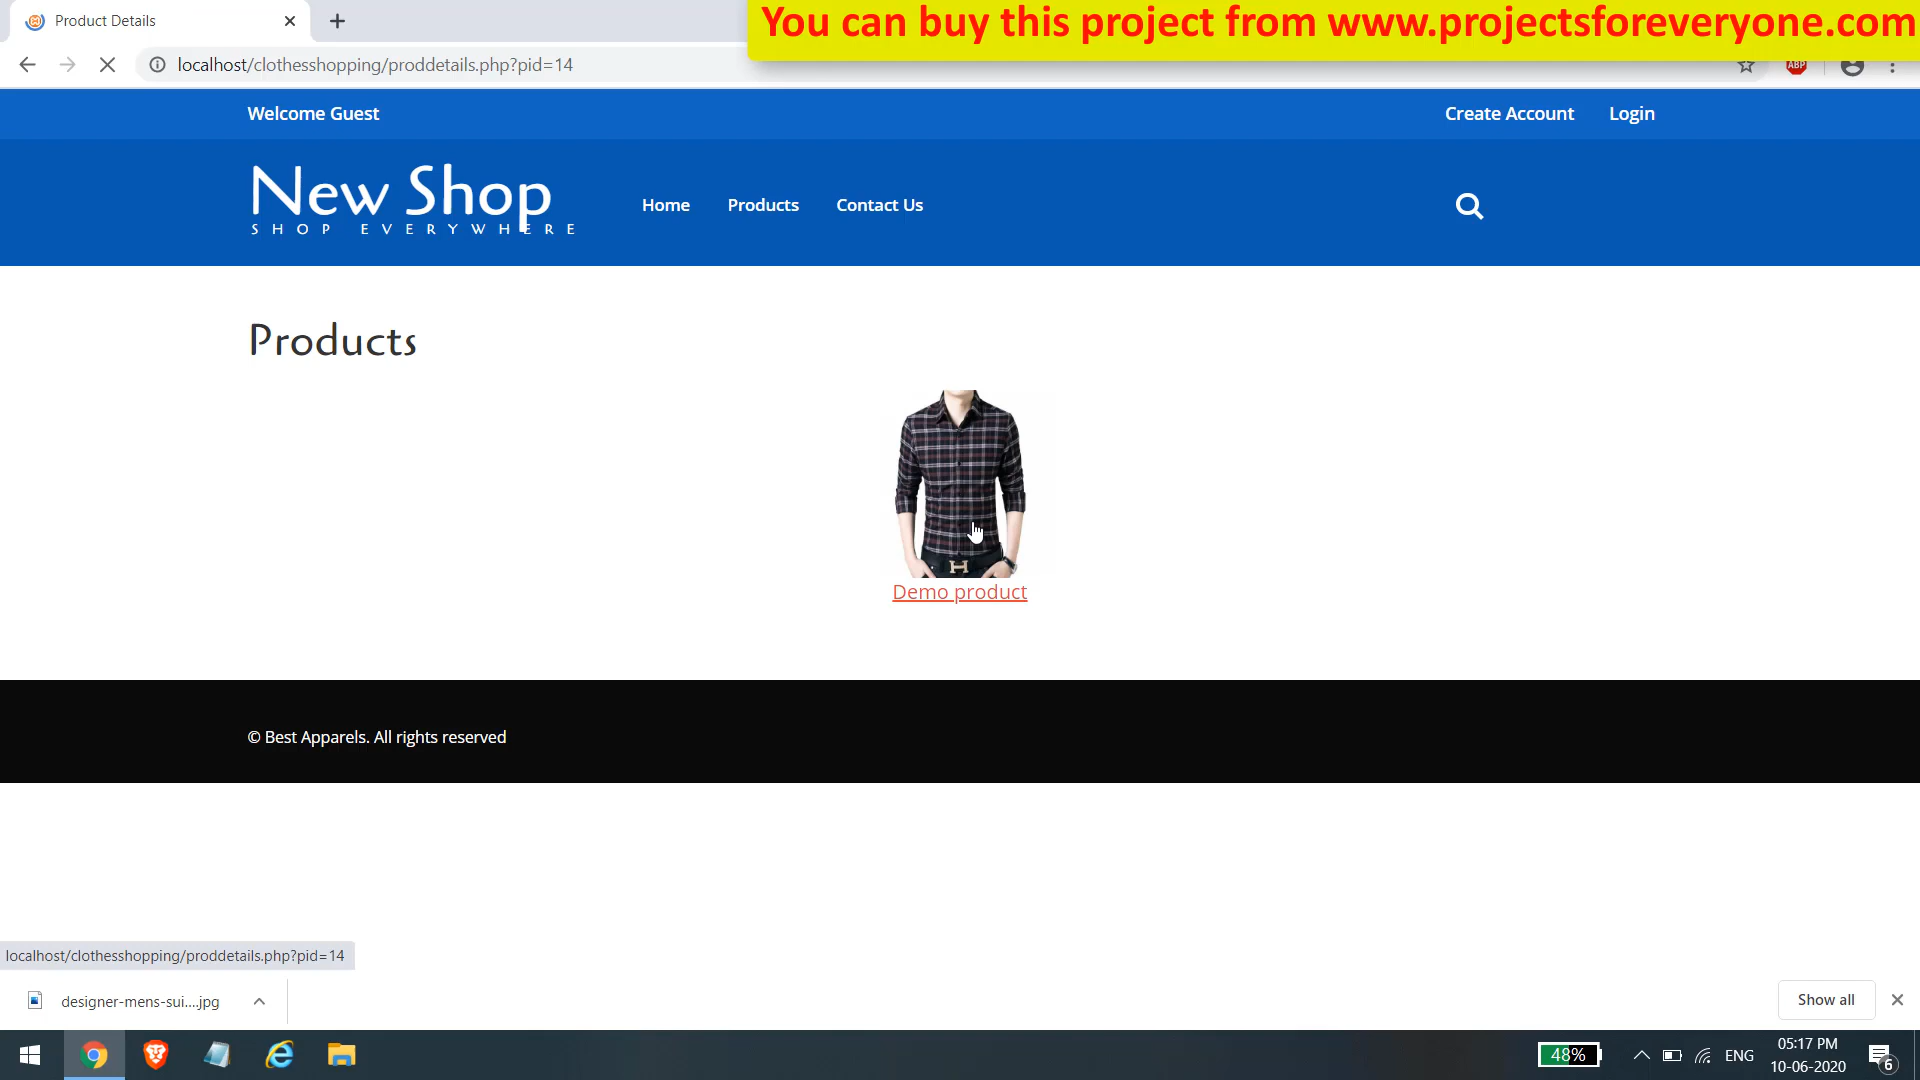 Product Details
You can buy this project from www.projectsforeveryone.com
localhost/clothesshopping/proddetails.php?pid=14
ABP
Welcome Guest
Create Account
Login
New Shop
SHOP EVERYWHERE
Home
Products
Contact Us
Products
H
Demo product
© Best Apparels. All rights reserved
localhost/clothesshopping/proddetails.php?pid=14
designer-mens-sui....jpg
Show all
48%
ENG
05:17 PM
10-06-2020
6